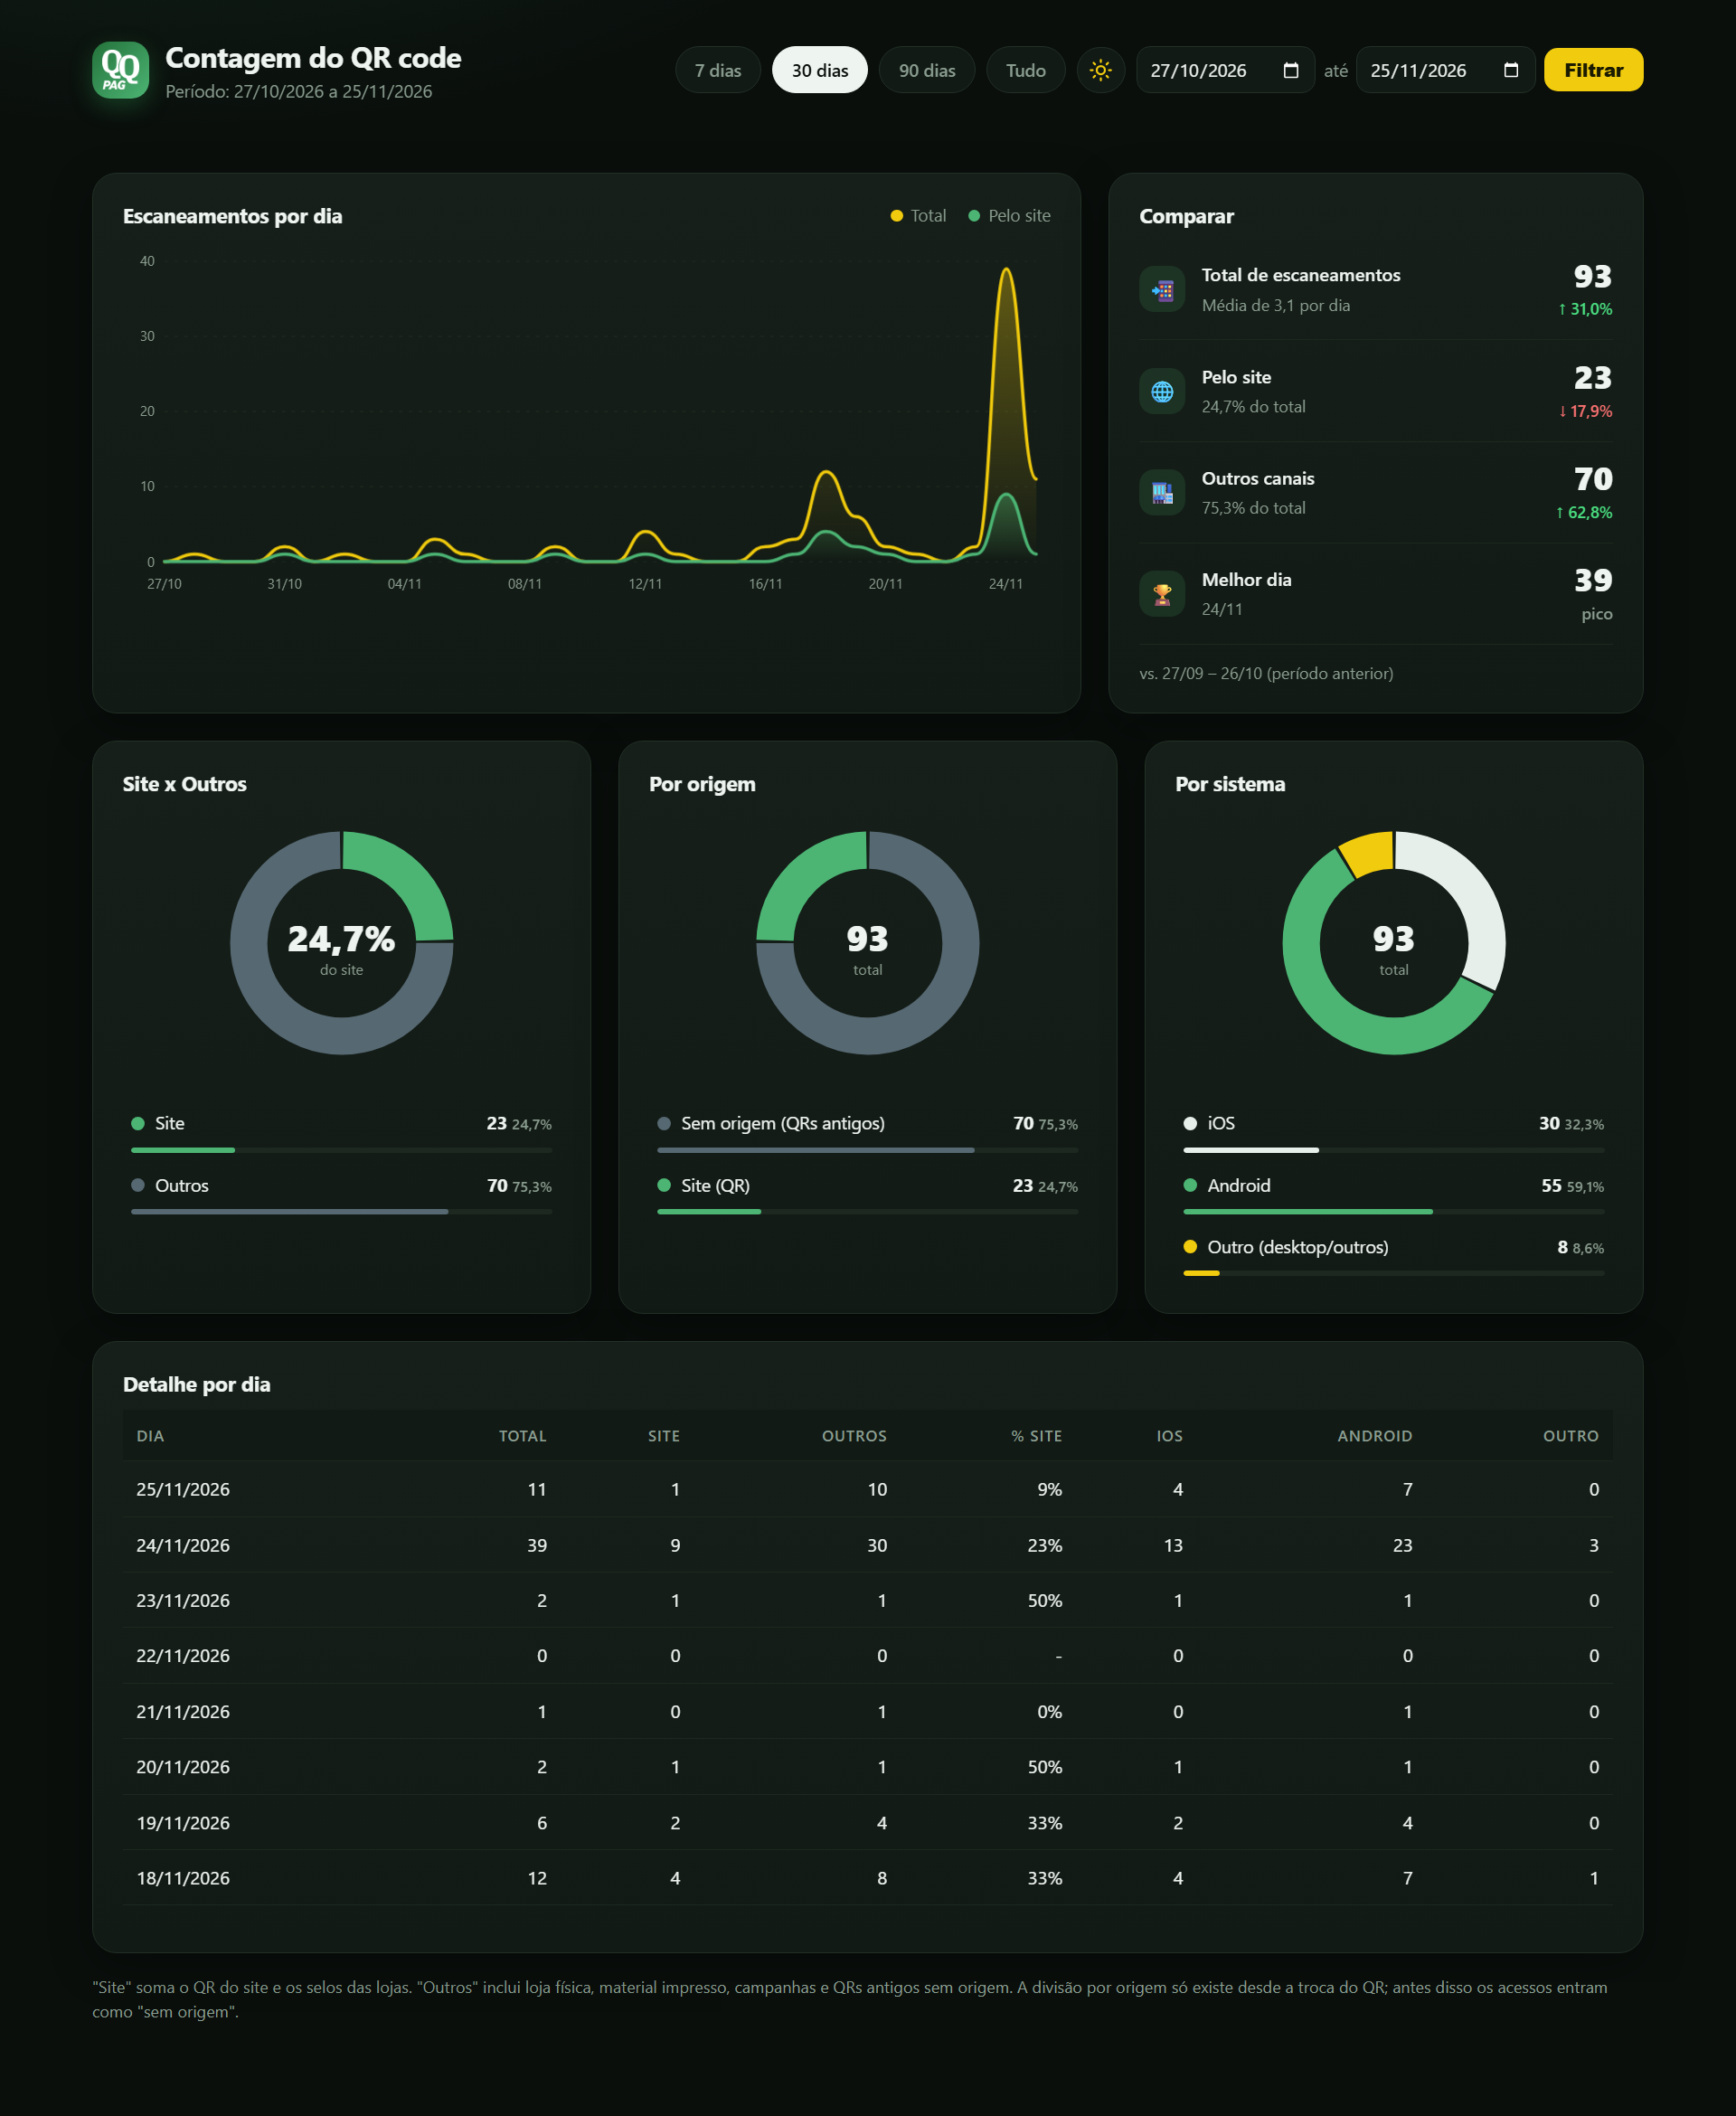 QQ
PAG
Contagem do QR code
Período: 27/10/2026 a 25/11/2026
7 dias
30 dias
90 dias
Tudo
27/10/2026
até
25/11/2026
Filtrar
Escaneamentos por dia
Total
Pelo site
40
30
20
10
0
27/10
31/10
04/11
08/11
12/11
16/11
20/11
24/11
Comparar
Total de escaneamentos
93
Média de 3,1 por dia
↑ 31,0%
Pelo site
23
24,7% do total
↓ 17,9%
Outros canais
70
75,3% do total
↑ 62,8%
Melhor dia
39
24/11
pico
vs. 27/09 – 26/10 (período anterior)
Site x Outros
24,7%
do site
Site 23 24,7%
Outros 70 75,3%
Por origem
93
total
Sem origem (QRs antigos) 70 75,3%
Site (QR) 23 24,7%
Por sistema
93
total
iOS 30 32,3%
Android 55 59,1%
Outro (desktop/outros) 8 8,6%
Detalhe por dia
DIA TOTAL SITE OUTROS % SITE IOS ANDROID OUTRO
25/11/2026 11 1 10 9% 4 7 0
24/11/2026 39 9 30 23% 13 23 3
23/11/2026 2 1 1 50% 1 1 0
22/11/2026 0 0 0 - 0 0 0
21/11/2026 1 0 1 0% 0 1 0
20/11/2026 2 1 1 50% 1 1 0
19/11/2026 6 2 4 33% 2 4 0
18/11/2026 12 4 8 33% 4 7 1
"Site" soma o QR do site e os selos das lojas. "Outros" inclui loja física, material impresso, campanhas e QRs antigos sem origem. A divisão por origem só existe desde a troca do QR; antes disso os acessos entram
como "sem origem".